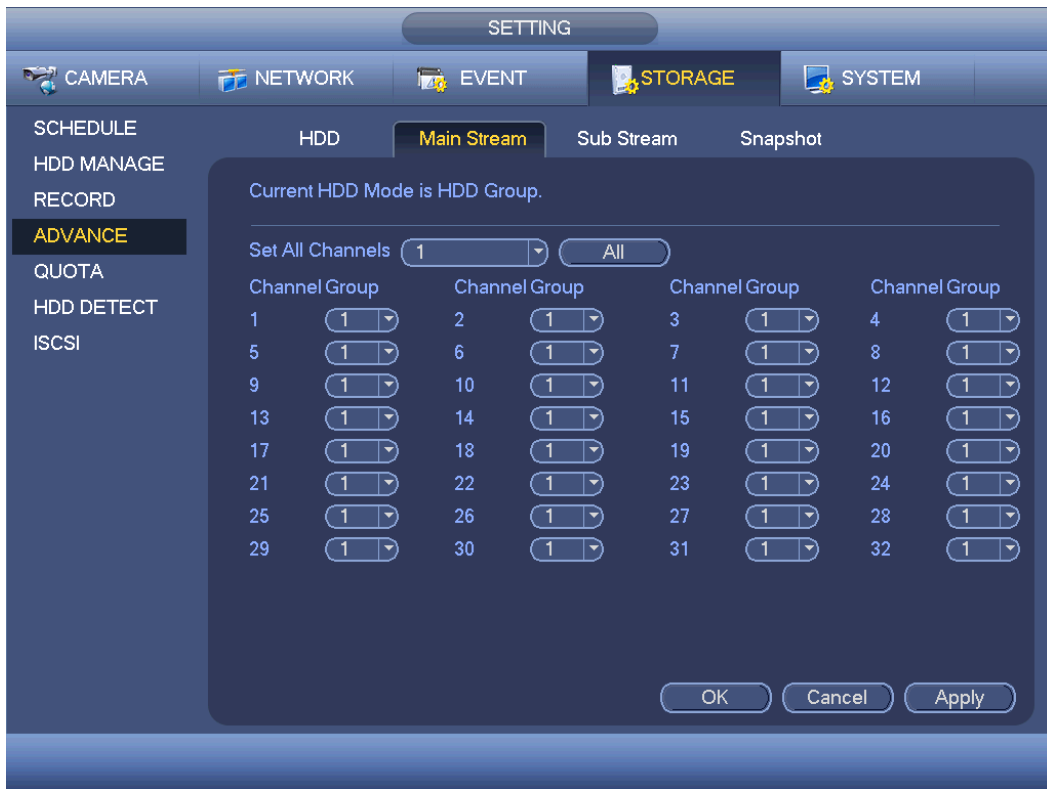 SETTING
CAMERA NETWORK EVENT STORAGE SYSTEM
SCHEDULE
HDD MANAGE
RECORD
ADVANCE
QUOTA
HDD DETECT
ISCSI
HDD Main Stream Sub Stream Snapshot
Current HDD Mode is HDD Group.
Set All Channels 1 All
Channel Group Channel Group Channel Group Channel Group
1 1 2 1 3 1 4 1
5 1 6 1 7 1 8 1
9 1 10 1 11 1 12 1
13 1 14 1 15 1 16 1
17 1 18 1 19 1 20 1
21 1 22 1 23 1 24 1
25 1 26 1 27 1 28 1
29 1 30 1 31 1 32 1
OK Cancel Apply